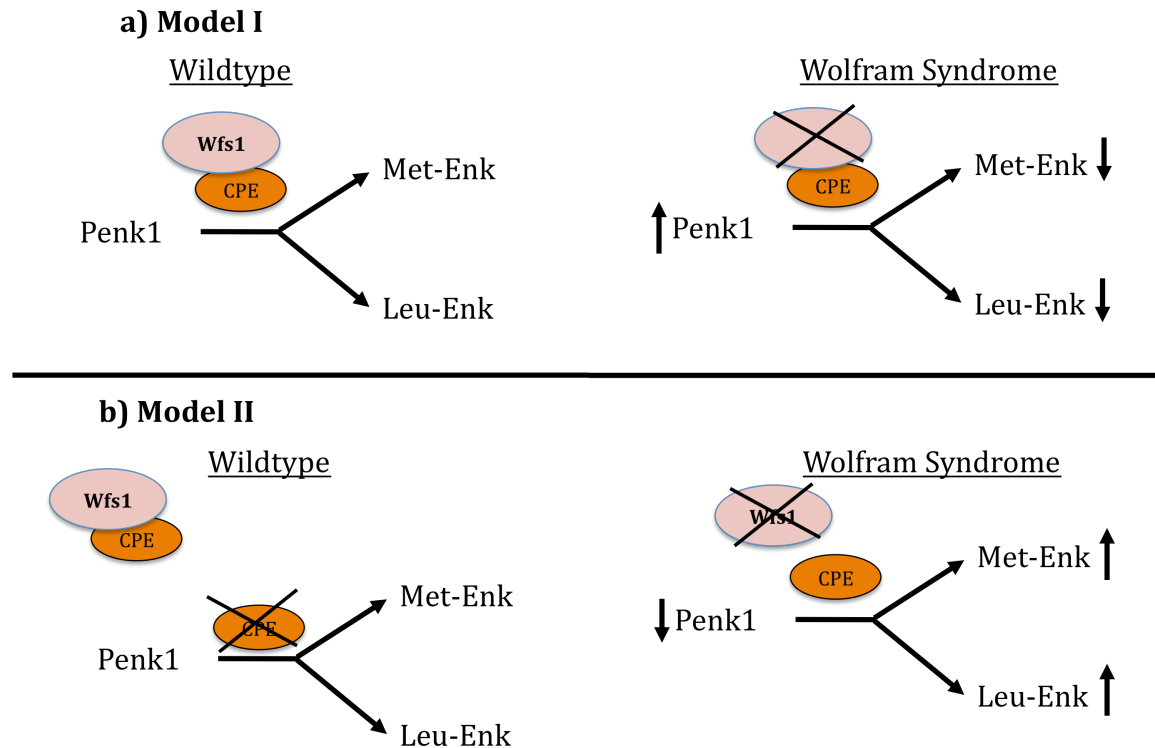 a) Model I
Wildtype
Wolfram Syndrome
Wfs1
CPE
Met-Enk
Penk1
Leu-Enk
CPE
Met-Enk
Penk1
Leu-Enk
b) Model II
Wildtype
Wolfram Syndrome
Wfs1
CPE
CPE
Met-Enk
Penk1
Leu-Enk
Wfs1
CPE
Met-Enk
Penk1
Leu-Enk